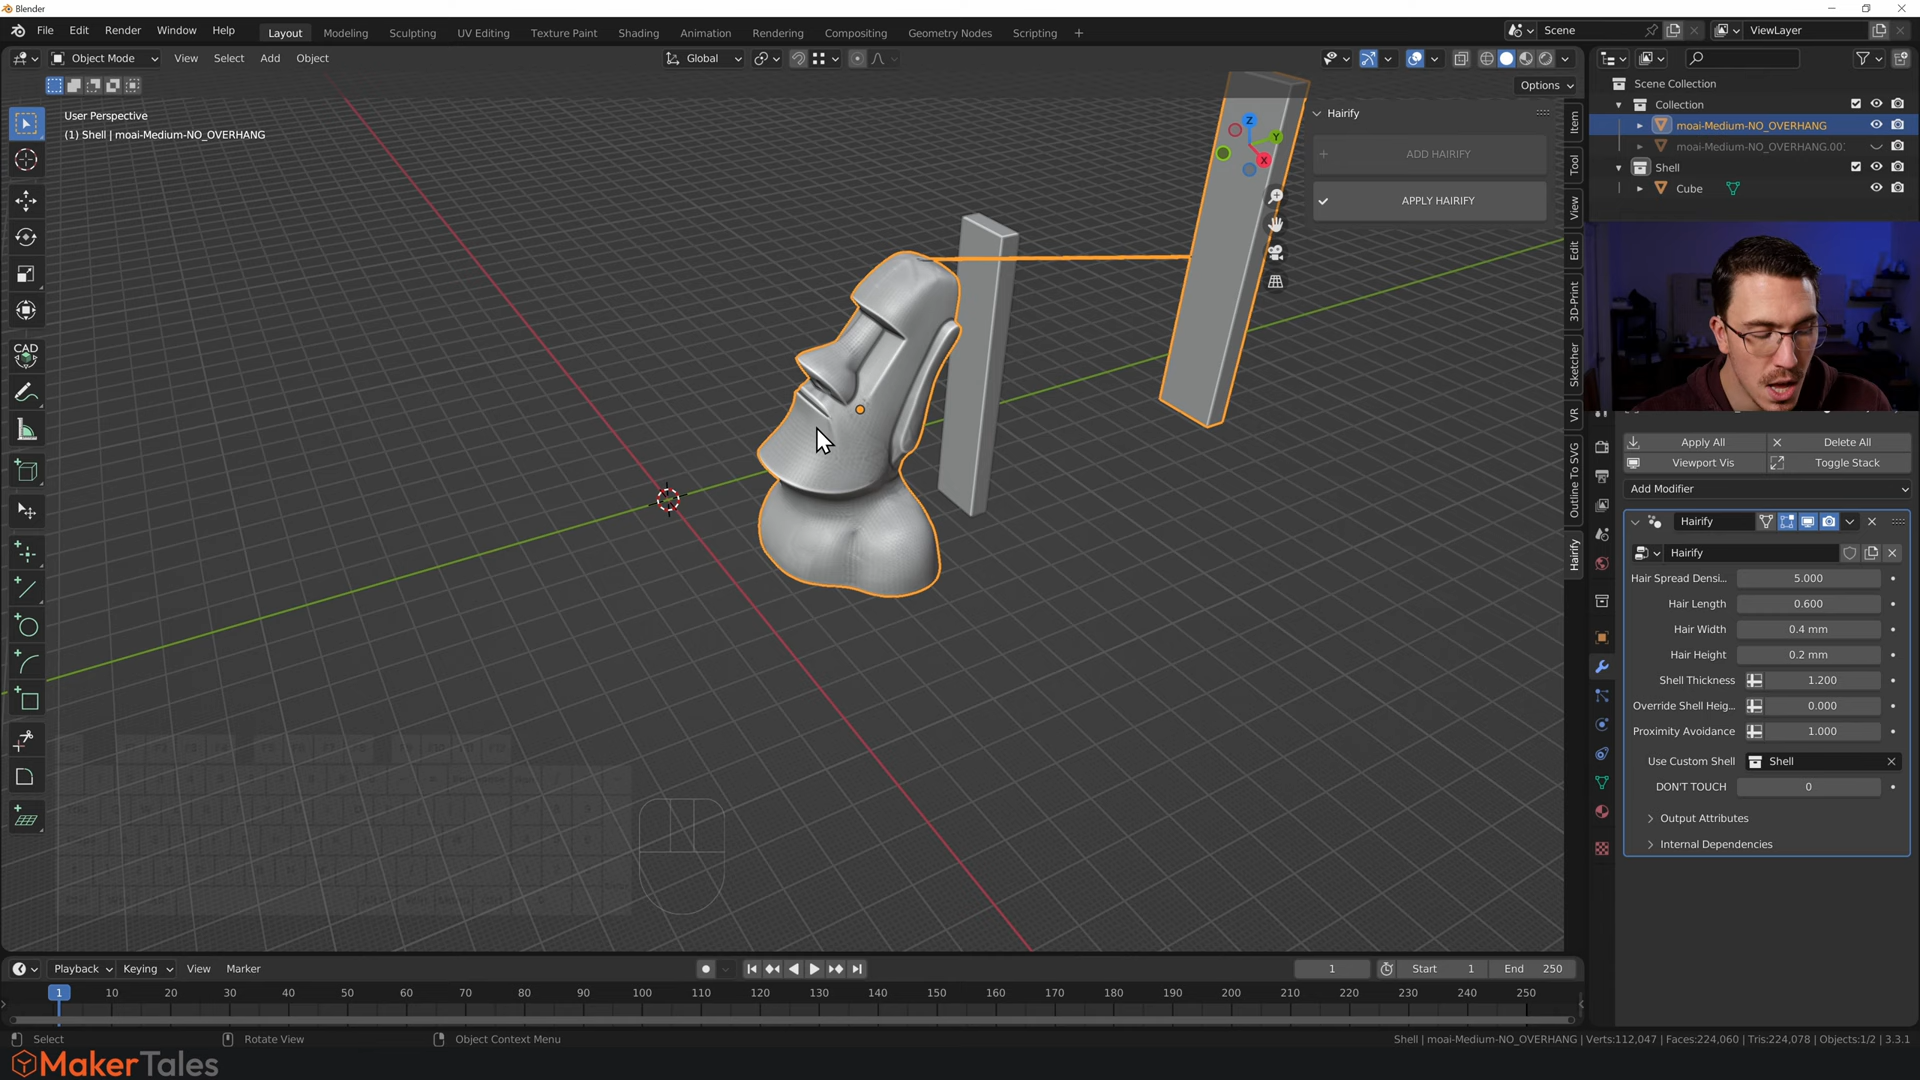 Blender
File Edit Render Window Help
Layout Modeling Sculpting UV Editing Texture Paint Shading Animation Rendering Compositing Geometry Nodes Scripting +
Scene
ViewLayer
Object Mode View Select Add Object
Global
Options
User Perspective
(1) Shell | moai-Medium-NO_OVERHANG
CAD
Z
Y
X
Hairify
ADD HAIRIFY
APPLY HAIRIFY
Item
Tool
View
Edit
3D-Print
Sketcher
VR
Outline To SVG
Hairify
Scene Collection
Collection
moai-Medium-NO_OVERHANG
moai-Medium-NO_OVERHANG.00
Shell
Cube
Apply All Delete All
Viewport Vis Toggle Stack
Add Modifier
Hairify
Hairify
Hair Spread Densi... 5.000
Hair Length 0.600
Hair Width 0.4 mm
Hair Height 0.2 mm
Shell Thickness 1.200
Override Shell Heig... 0.000
Proximity Avoidance 1.000
Use Custom Shell Shell
DON'T TOUCH 0
Output Attributes
Internal Dependencies
Playback Keying View Marker
1 Start 1 End 250
1 10 20 30 40 50 60 70 80 90 100 110 120 130 140 150 160 170 180 190 200 210 220 230 240 250
Select Rotate View Object Context Menu
Shell | moai-Medium-NO_OVERHANG | Verts:112,047 | Faces:224,060 | Tris:224,078 | Objects:1/2 | 3.3.1
MakerTales